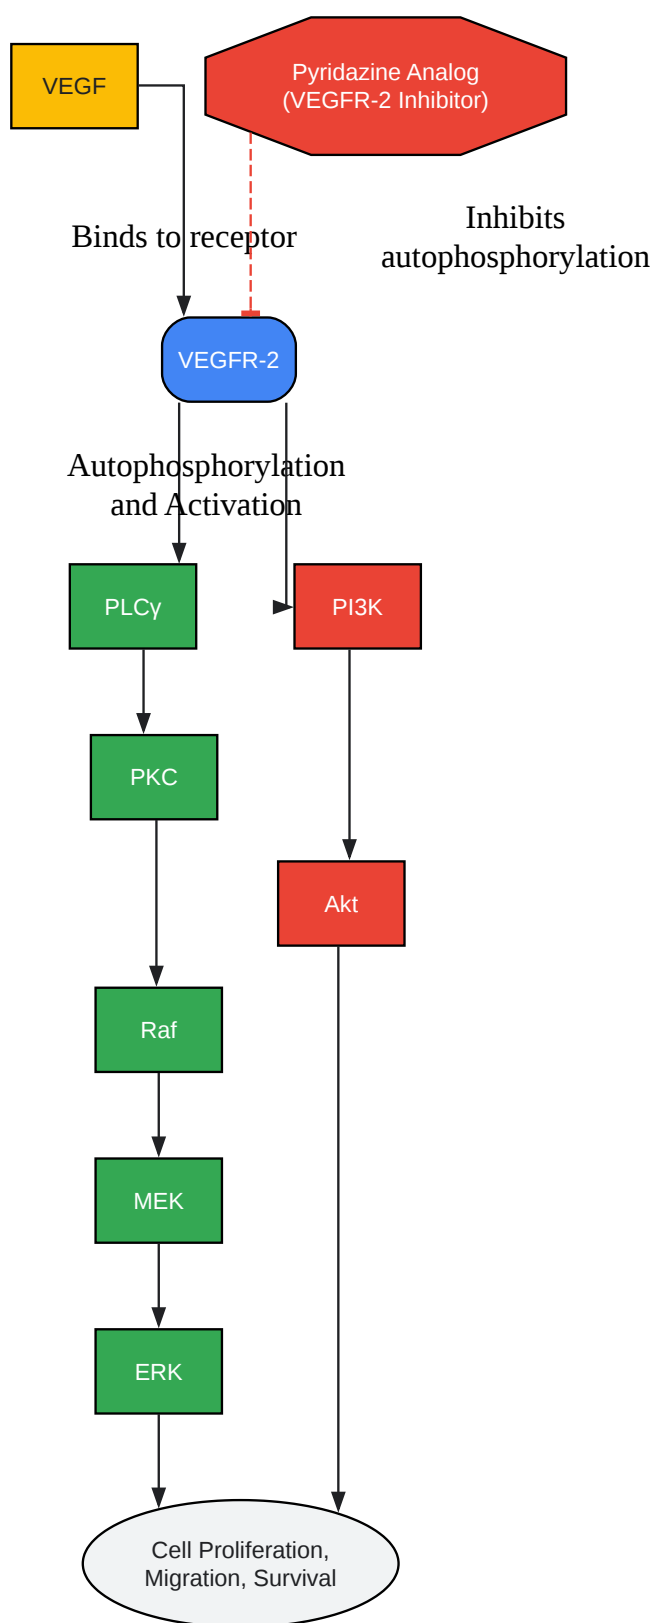 VEGF
Pyridazine Analog
(VEGFR-2 Inhibitor)
Binds to receptor
Inhibits
autophosphorylation
VEGFR-2
Autophosphorylation
and Activation
PLCγ
PI3K
PKC
Akt
Raf
MEK
ERK
Cell Proliferation,
Migration, Survival